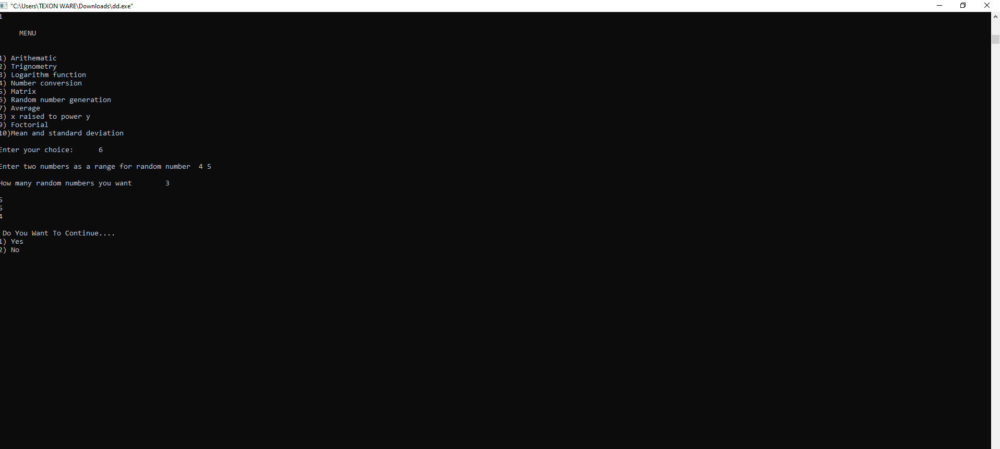 "C:\Users\TEXON WARE\Downloads\dd.exe"
1
MENU
1) Arithematic
2) Trignometry
3) Logarithm function
4) Number conversion
5) Matrix
6) Random number generation
7) Average
8) x raised to power y
9) Foctorial
10)Mean and standard deviation
Enter your choice: 6
Enter two numbers as a range for random number 4 5
How many random numbers you want 3
5
5
4
Do You Want To Continue....
1) Yes
2) No